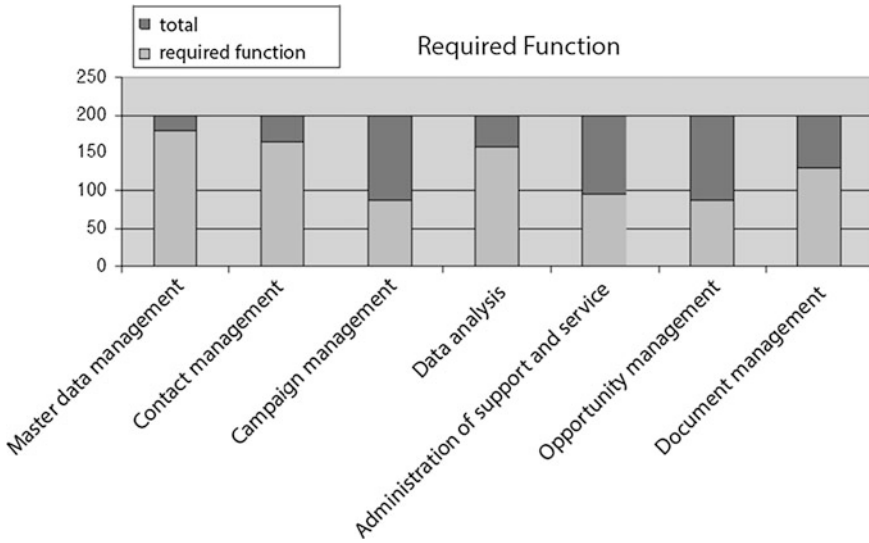 total
required function
Required Function
250
200
150
100
50
0
Master data management
Contact management
Campaign management
Data analysis
Administration of support and service
Opportunity management
Document management